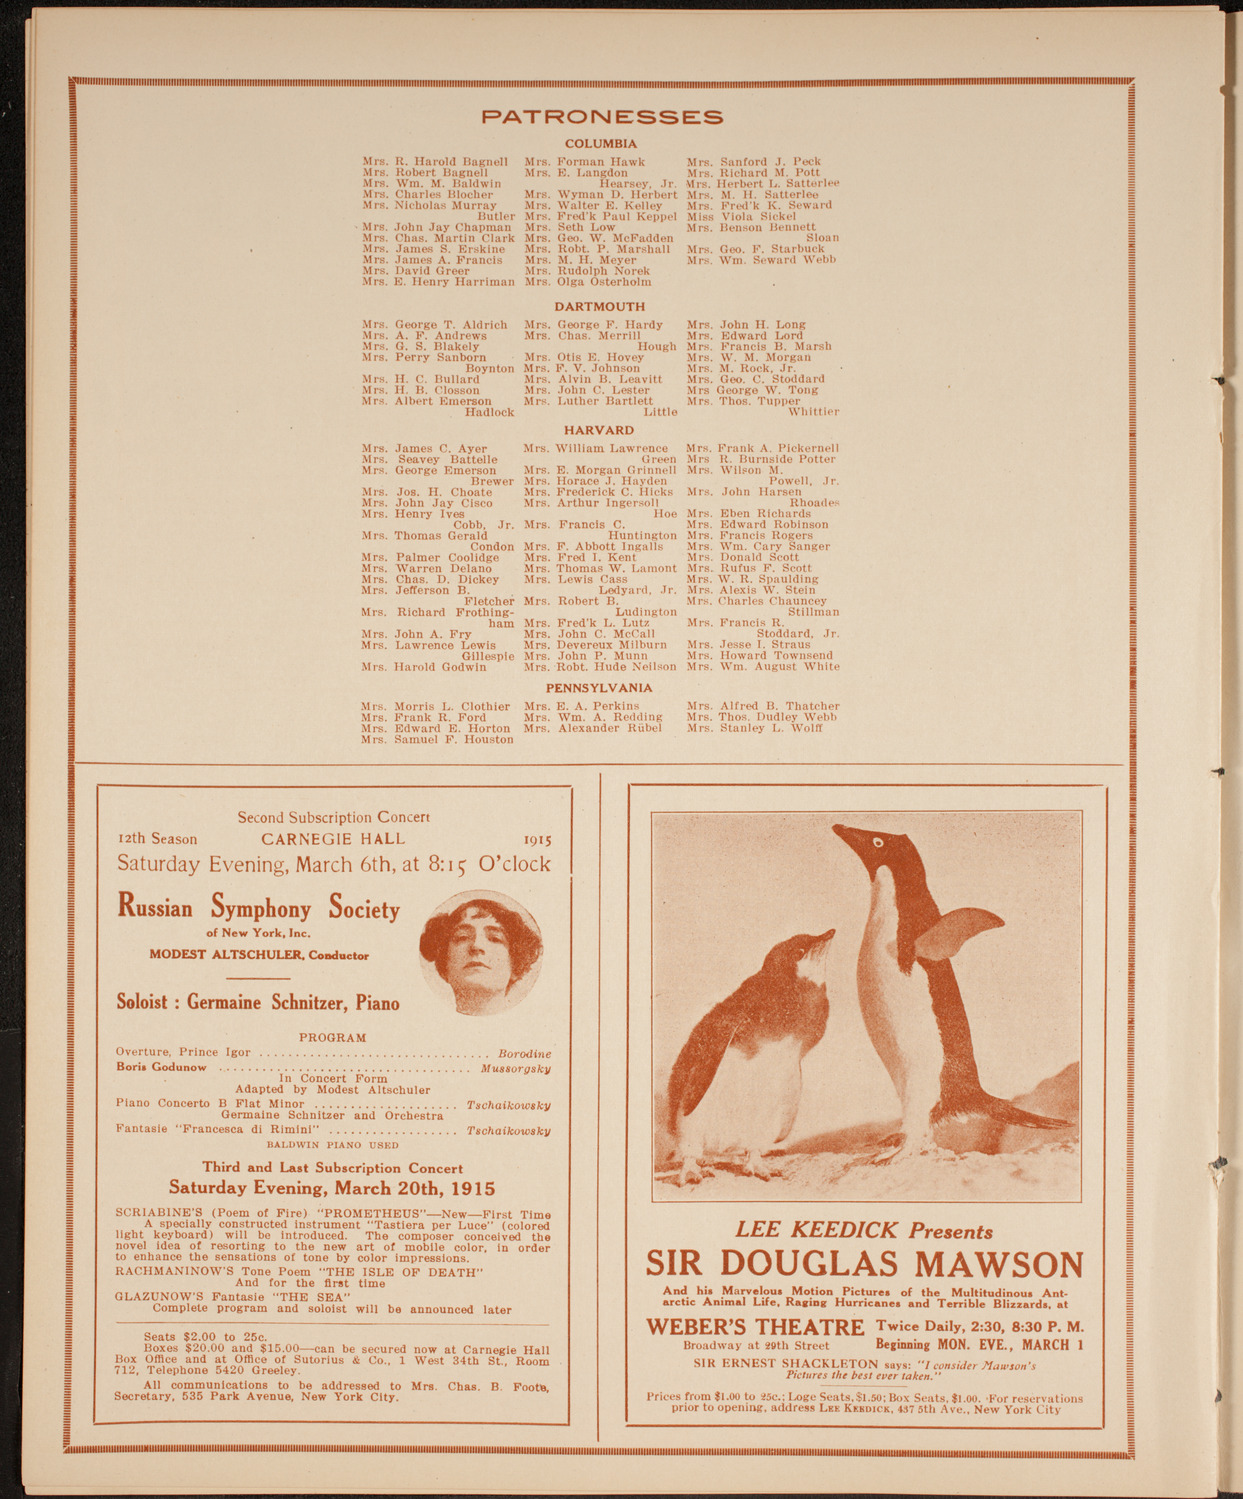 PATRONESSES
COLUMBIA
Mrs. R. Harold Bagnell
Mrs. Robert Bagnell
Mrs. Wm. M. Baldwin
Mrs. Charles Blocher
Mrs. Nicholas Murray
Butler
Mrs. John Jay Chapman
Mrs. Chas. Martin Clark
Mrs. James S. Erskine
Mrs. James A. Francis
Mrs. David Greer
Mrs. E. Henry Harriman
Mrs. Forman Hawk
Mrs. E. Langdon
Hearsey, Jr.
Mrs. Wyman D. Herbert
Mrs. Walter E. Kelley
Mrs. Fred'k Paul Keppel
Mrs. Seth Low
Mrs. Geo. W. McFadden
Mrs. Robt. P. Marshall
Mrs. M. H. Meyer
Mrs. Rudolph Norek
Mrs. Olga Osterholm
Mrs. Sanford J. Peck
Mrs. Richard M. Pott
Mrs. Herbert L. Satterlee
Mrs. M. H. Satterlee
Mrs. Fred'k K. Seward
Miss Viola Sickel
Mrs. Benson Bennett
Sloan
Mrs. Geo. F. Starbuck
Mrs. Wm. Seward Webb
DARTMOUTH
Mrs. George T. Aldrich
Mrs. A. F. Andrews
Mrs. G. S. Blakely
Mrs. Perry Sanborn
Boynton
Mrs. H. C. Bullard
Mrs. H. B. Closson
Mrs. Albert Emerson
Hadlock
Mrs. George F. Hardy
Mrs. Chas. Merrill
Hough
Mrs. Otis E. Hovey
Mrs. F. V. Johnson
Mrs. Alvin B. Leavitt
Mrs. John C. Lester
Mrs. Luther Bartlett
Little
Mrs. John H. Long
Mrs. Edward Lord
Mrs. Francis B. Marsh
Mrs. W. M. Morgan
Mrs. M. Rock, Jr.
Mrs. Geo. C. Stoddard
Mrs George W. Tong
Mrs. Thos. Tupper
Whittier
HARVARD
Mrs. James C. Ayer
Mrs. Seavey Battelle
Mrs. George Emerson
Brewer
Mrs. Jos. H. Choate
Mrs. John Jay Cisco
Mrs. Henry Ives
Cobb, Jr.
Mrs. Thomas Gerald
Condon
Mrs. Palmer Coolidge
Mrs. Warren Delano
Mrs. Chas. D. Dickey
Mrs. Jefferson B.
Fletcher
Mrs. Richard Frothing-
ham
Mrs. John A. Fry
Mrs. Lawrence Lewis
Gillespie
Mrs. Harold Godwin
Mrs. William Lawrence
Green
Mrs. E. Morgan Grinnell
Mrs. Horace J. Hayden
Mrs. Frederick C. Hicks
Mrs. Arthur Ingersoll
Hoe
Mrs. Francis C.
Huntington
Mrs. F. Abbott Ingalls
Mrs. Fred I. Kent
Mrs. Thomas W. Lamont
Mrs. Lewis Cass
Ledyard, Jr.
Mrs. Robert B.
Ludington
Mrs. Fred'k L. Lutz
Mrs. John C. McCall
Mrs. Devereux Milburn
Mrs. John P. Munn
Mrs. Robt. Hude Neilson
Mrs. Frank A. Pickernell
Mrs R. Burnside Potter
Mrs. Wilson M.
Powell, Jr.
Mrs. John Harsen
Rhoades
Mrs. Eben Richards
Mrs. Edward Robinson
Mrs. Francis Rogers
Mrs. Wm. Cary Sanger
Mrs. Donald Scott
Mrs. Rufus F. Scott
Mrs. W. R. Spaulding
Mrs. Alexis W. Stein
Mrs. Charles Chauncey
Stillman
Mrs. Francis R.
Stoddard, Jr.
Mrs. Jesse I. Straus
Mrs. Howard Townsend
Mrs. Wm. August White
PENNSYLVANIA
Mrs. Morris L. Clothier
Mrs. Frank R. Ford
Mrs. Edward E. Horton
Mrs. Samuel F. Houston
Mrs. E. A. Perkins
Mrs. Wm. A. Redding
Mrs. Alexander Rübel
Mrs. Alfred B. Thatcher
Mrs. Thos. Dudley Webb
Mrs. Stanley L. Wolff
Second Subscription Concert
12th Season CARNEGIE HALL 1915
Saturday Evening, March 6th, at 8:15 O'clock
Russian Symphony Society
of New York, Inc.
MODEST ALTSCHULER, Conductor
Soloist : Germaine Schnitzer, Piano
PROGRAM
Overture, Prince Igor ................................ Borodine
Boris Godunow .................................. Mussorgsky
In Concert Form
Adapted by Modest Altschuler
Piano Concerto B Flat Minor .................... Tschaikowsky
Germaine Schnitzer and Orchestra
Fantasie "Francesca di Rimini" .................. Tschaikowsky
BALDWIN PIANO USED
Third and Last Subscription Concert
Saturday Evening, March 20th, 1915
SCRIABINE'S (Poem of Fire) "PROMETHEUS"—New—First Time
A specially constructed instrument "Tastiera per Luce" (colored
light keyboard) will be introduced. The composer conceived the
novel idea of resorting to the new art of mobile color, in order
to enhance the sensations of tone by color impressions.
RACHMANINOW'S Tone Poem "THE ISLE OF DEATH"
And for the first time
GLAZUNOW'S Fantasie "THE SEA"
Complete program and soloist will be announced later
Seats $2.00 to 25c.
Boxes $20.00 and $15.00—can be secured now at Carnegie Hall
Box Office and at Office of Sutorius & Co., 1 West 34th St., Room
712, Telephone 5420 Greeley.
All communications to be addressed to Mrs. Chas. B. Foote,
Secretary, 535 Park Avenue, New York City.
LEE KEEDICK Presents
SIR DOUGLAS MAWSON
And his Marvelous Motion Pictures of the Multitudinous Ant-
arctic Animal Life, Raging Hurricanes and Terrible Blizzards, at
WEBER'S THEATRE Twice Daily, 2:30, 8:30 P. M.
Broadway at 29th Street Beginning MON. EVE., MARCH 1
SIR ERNEST SHACKLETON says: "I consider Mawson's
Pictures the best ever taken."
Prices from $1.00 to 25c.; Loge Seats, $1.50; Box Seats, $1.00. For reservations
prior to opening, address LEE KEEDICK, 437 5th Ave., New York City